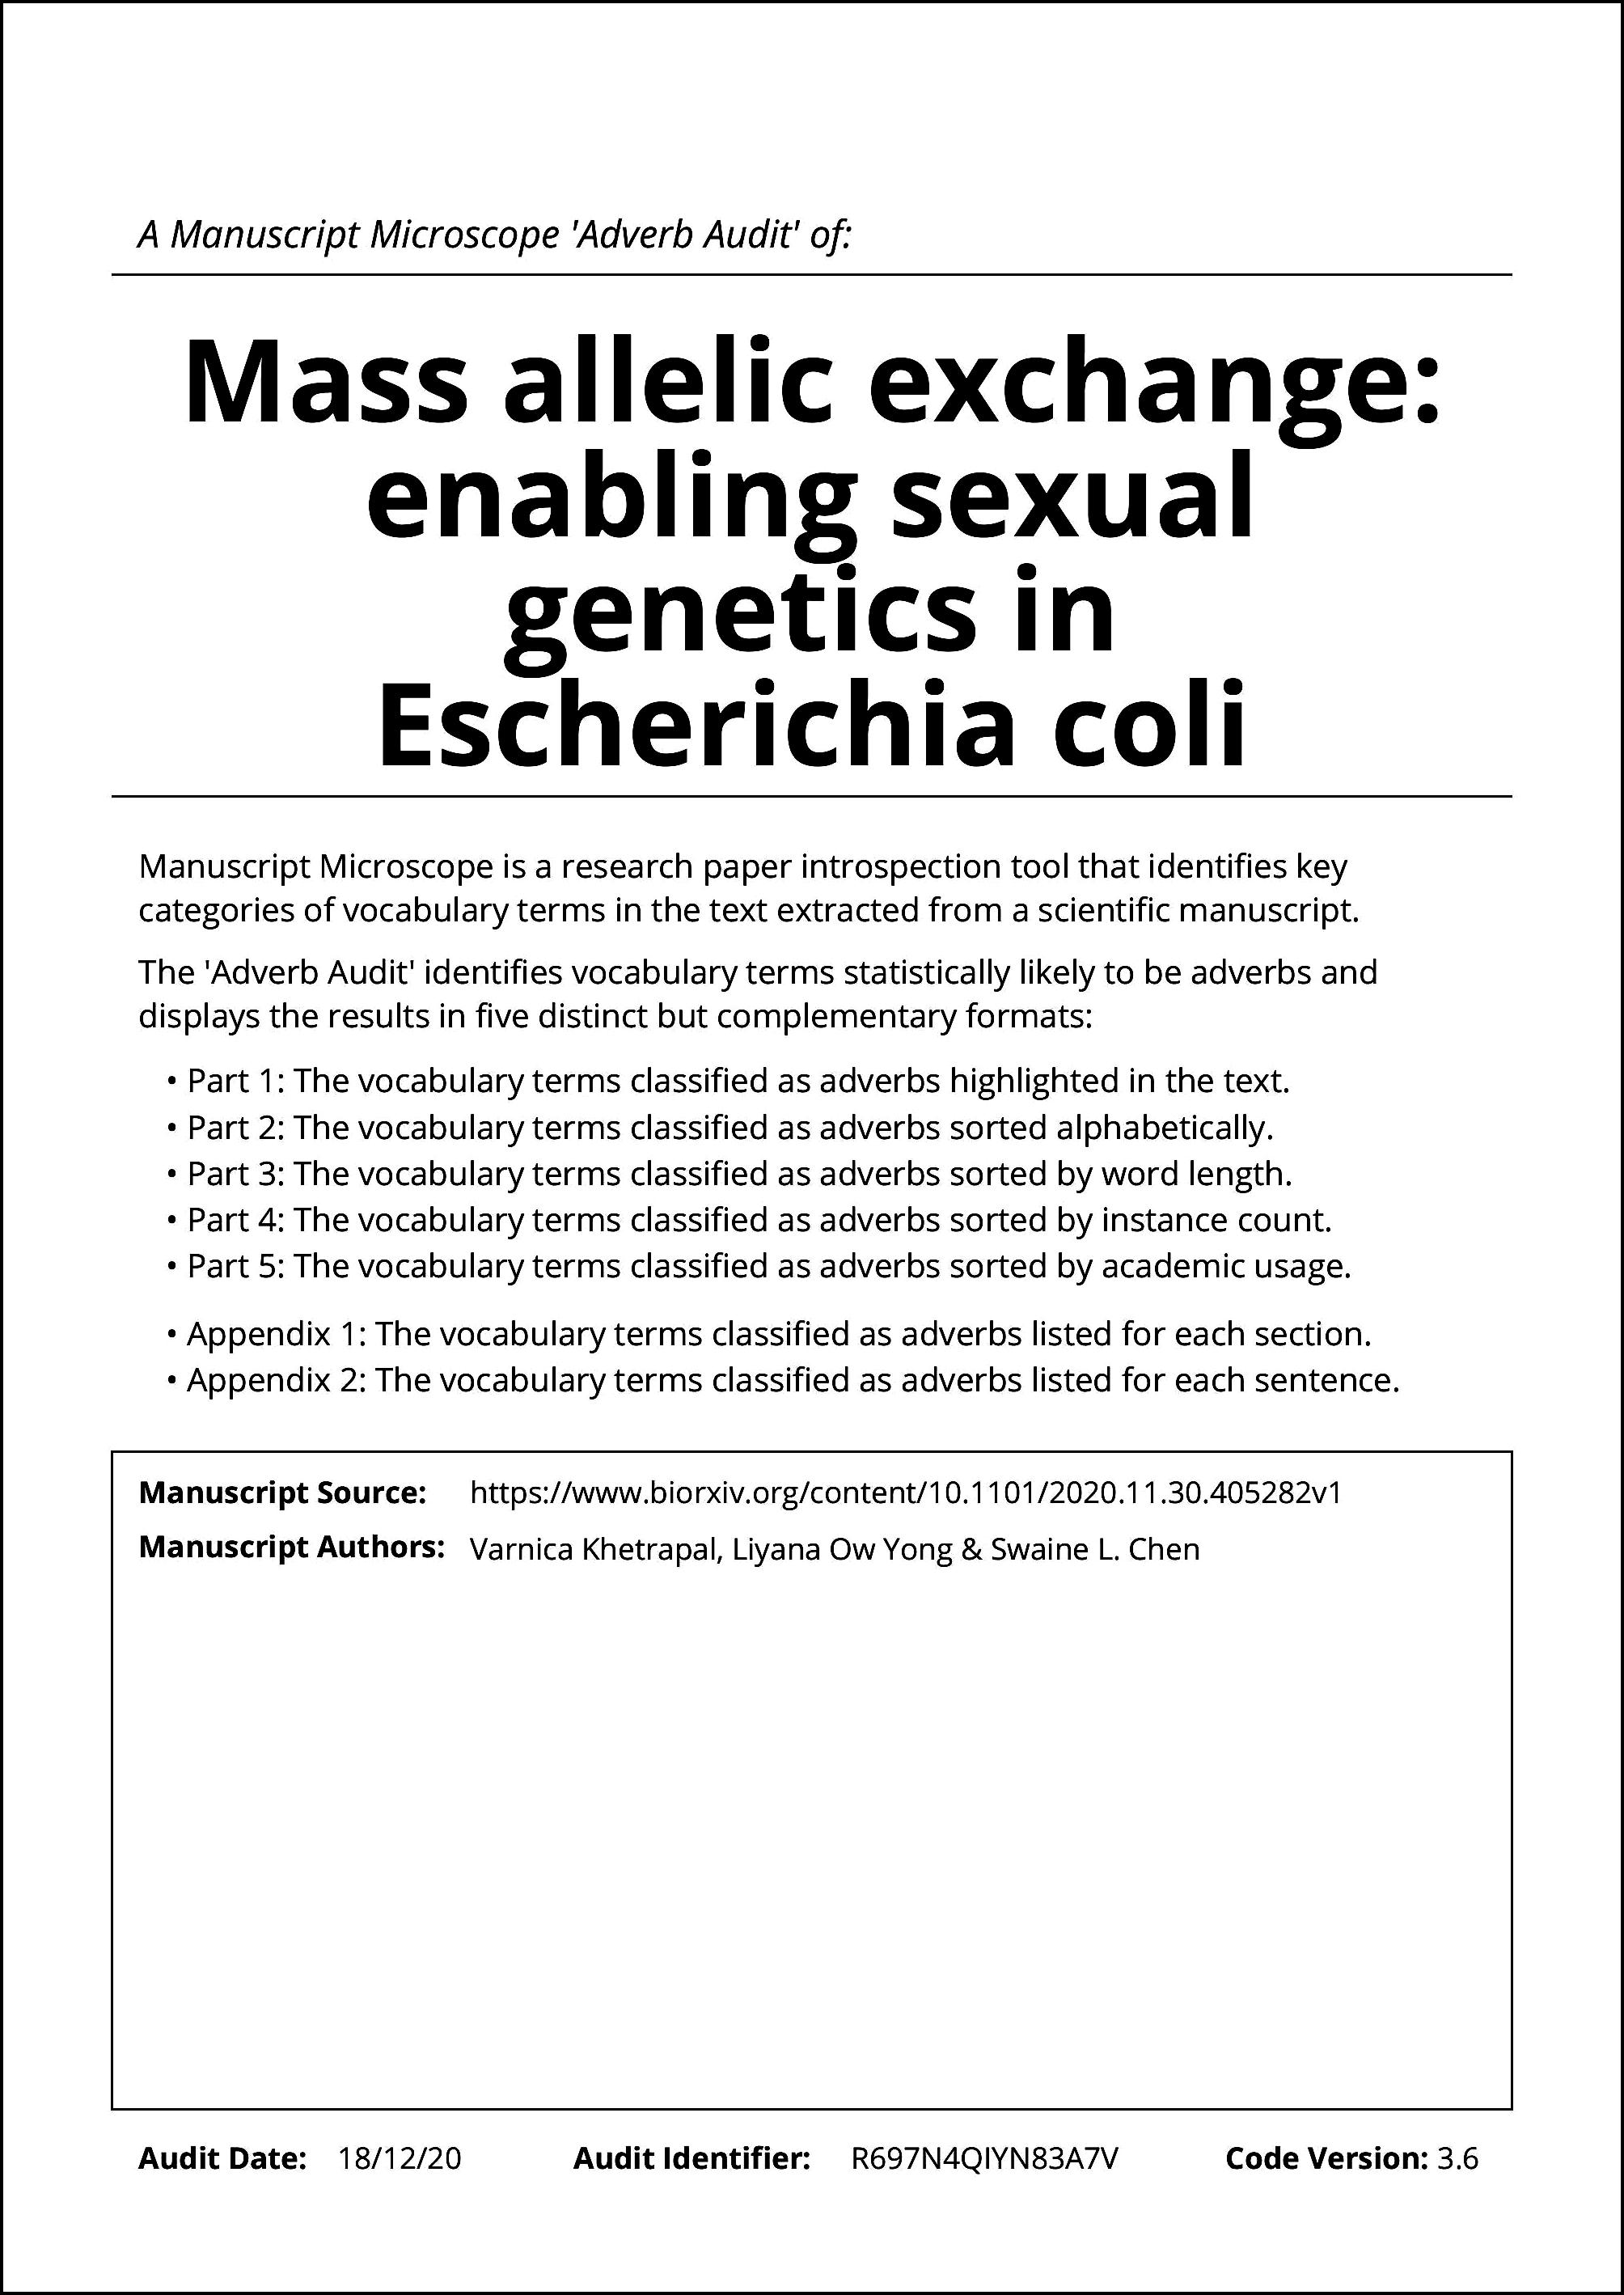 A Manuscript Microscope 'Adverb Audit' of:
Mass allelic exchange:
enabling sexual
genetics in
Escherichia coli
Manuscript Microscope is a research paper introspection tool that identifies key
categories of vocabulary terms in the text extracted from a scientific manuscript.
The 'Adverb Audit' identifies vocabulary terms statistically likely to be adverbs and
displays the results in five distinct but complementary formats:
• Part 1: The vocabulary terms classified as adverbs highlighted in the text.
• Part 2: The vocabulary terms classified as adverbs sorted alphabetically.
• Part 3: The vocabulary terms classified as adverbs sorted by word length.
• Part 4: The vocabulary terms classified as adverbs sorted by instance count.
• Part 5: The vocabulary terms classified as adverbs sorted by academic usage.
• Appendix 1: The vocabulary terms classified as adverbs listed for each section.
• Appendix 2: The vocabulary terms classified as adverbs listed for each sentence.
Manuscript Source: https://www.biorxiv.org/content/10.1101/2020.11.30.405282v1
Manuscript Authors: Varnica Khetrapal, Liyana Ow Yong & Swaine L. Chen
Audit Date: 18/12/20 Audit Identifier: R697N4QIYN83A7V Code Version: 3.6